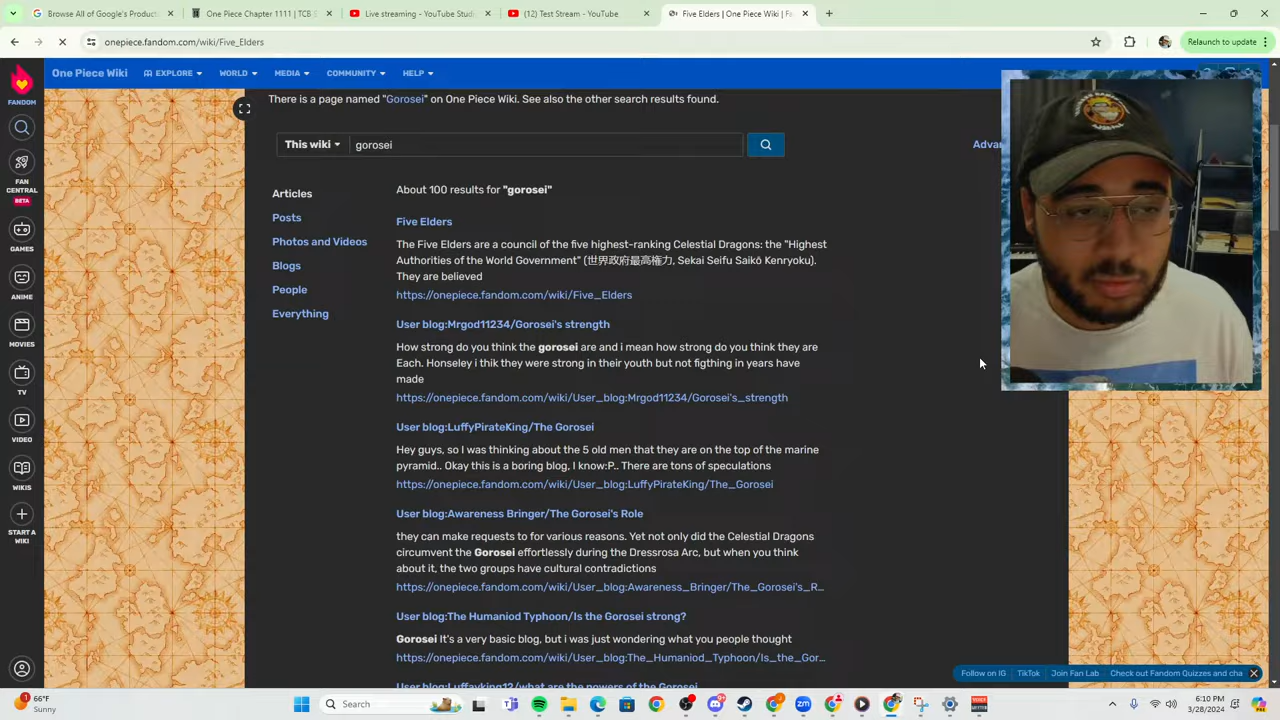 Browse All of Google's Product
One Piece Chapter 1111 | TCB S
Live streaming - YouTube Studi
(12) Test Stream - YouTube
Five Elders | One Piece Wiki | Fa
onepiece.fandom.com/wiki/Five_Elders
Relaunch to update
FANDOM
One Piece Wiki
EXPLORE
WORLD
MEDIA
COMMUNITY
HELP
There is a page named "Gorosei" on One Piece Wiki. See also the other search results found.
This wiki
gorosei
Advan
FAN
CENTRAL
BETA
GAMES
ANIME
MOVIES
TV
VIDEO
WIKIS
START A
WIKI
Articles
Posts
Photos and Videos
Blogs
People
Everything
About 100 results for "gorosei"
Five Elders
The Five Elders are a council of the five highest-ranking Celestial Dragons: the "Highest
Authorities of the World Government" (世界政府最高権力, Sekai Seifu Saikō Kenryoku).
They are believed
https://onepiece.fandom.com/wiki/Five_Elders
User blog:Mrgod11234/Gorosei's strength
How strong do you think the gorosei are and i mean how strong do you think they are
Each. Honseley i thik they were strong in their youth but not figthing in years have
made
https://onepiece.fandom.com/wiki/User_blog:Mrgod11234/Gorosei's_strength
User blog:LuffyPirateKing/The Gorosei
Hey guys, so I was thinking about the 5 old men that they are on the top of the marine
pyramid.. Okay this is a boring blog, I know:P.. There are tons of speculations
https://onepiece.fandom.com/wiki/User_blog:LuffyPirateKing/The_Gorosei
User blog:Awareness Bringer/The Gorosei's Role
they can make requests to for various reasons. Yet not only did the Celestial Dragons
circumvent the Gorosei effortlessly during the Dressrosa Arc, but when you think
about it, the two groups have cultural contradictions
https://onepiece.fandom.com/wiki/User_blog:Awareness_Bringer/The_Gorosei's_R...
User blog:The Humaniod Typhoon/Is the Gorosei strong?
Gorosei It's a very basic blog, but i was just wondering what you people thought
https://onepiece.fandom.com/wiki/User_blog:The_Humaniod_Typhoon/Is_the_Gor...
User blog:Luffyking12/what are the powers of the Gorosei
Follow on IG
TikTok
Join Fan Lab
Check out Fandom Quizzes and cha
1
66°F
Sunny
Search
6:10 PM
3/28/2024